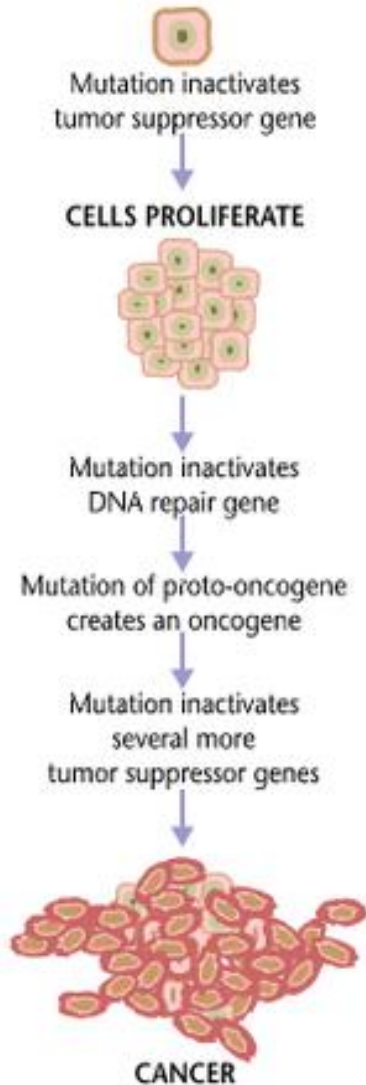 Mutation inactivates
tumor suppressor gene
CELLS PROLIFERATE
Mutation inactivates
DNA repair gene
Mutation of proto-oncogene
creates an oncogene
Mutation inactivates
several more
tumor suppressor genes
CANCER